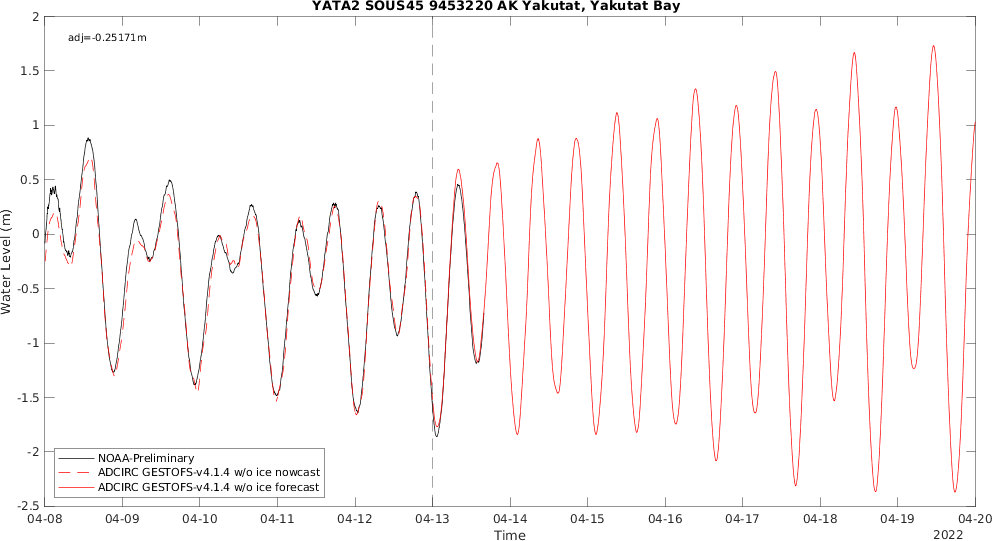 YATA2 SOUS45 9453220 AK Yakutat, Yakutat Bay
adj=-0.25171m
2
1.5
1
0.5
0
-0.5
-1
-1.5
-2
-2.5
Water Level (m)
NOAA-Preliminary
ADCIRC GESTOFS-v4.1.4 w/o ice nowcast
ADCIRC GESTOFS-v4.1.4 w/o ice forecast
04-08 04-09 04-10 04-11 04-12 04-13 04-14 04-15 04-16 04-17 04-18 04-19 04-20
Time
2022